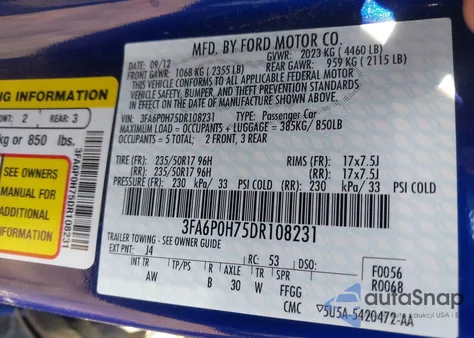 MFD. BY FORD MOTOR CO.
DATE: 09/12 GVWR: 2023 KG (4460 LB)
FRONT GAWR: 1068 KG (2355 LB) REAR GAWR: 959 KG (2115 LB)
THIS VEHICLE CONFORMS TO ALL APPLICABLE FEDERAL MOTOR
VEHICLE SAFETY, BUMPER, AND THEFT PREVENTION STANDARDS
IN EFFECT ON THE DATE OF MANUFACTURE SHOWN ABOVE.
VIN: 3FA6P0H75DR108231 TYPE: Passenger Car
MAXIMUM LOAD = OCCUPANTS + LUGGAGE = 385KG/850LB
OCCUPANTS = 5 TOTAL: 2 FRONT, 3 REAR
TIRE (FR): 235/50R17 96H RIMS (FR): 17x7.5J
TIRE (RR): 235/50R17 96H RIMS (RR): 17x7.5J
PRESSURE (FR): 230 kPa/ 33 PSI COLD (RR): 230 kPa/ 33 PSI COLD
3FA6P0H75DR108231
TRAILER TOWING - SEE OWNER GUIDE
EXT PNT: J4 RC: 53 DSO: F0056
INT TR TP/PS R AXLE TR SPR R0068
AW B 30 W FFGG
CMC 5U5A-5420472-AA
NG INFORMATION
ONT: 2 REAR: 3
kg or 850 lbs.
SEE OWNERS
MANUAL FOR
ADDITIONAL
INFORMATION
3FA6P0H75DR108231
autoSnap